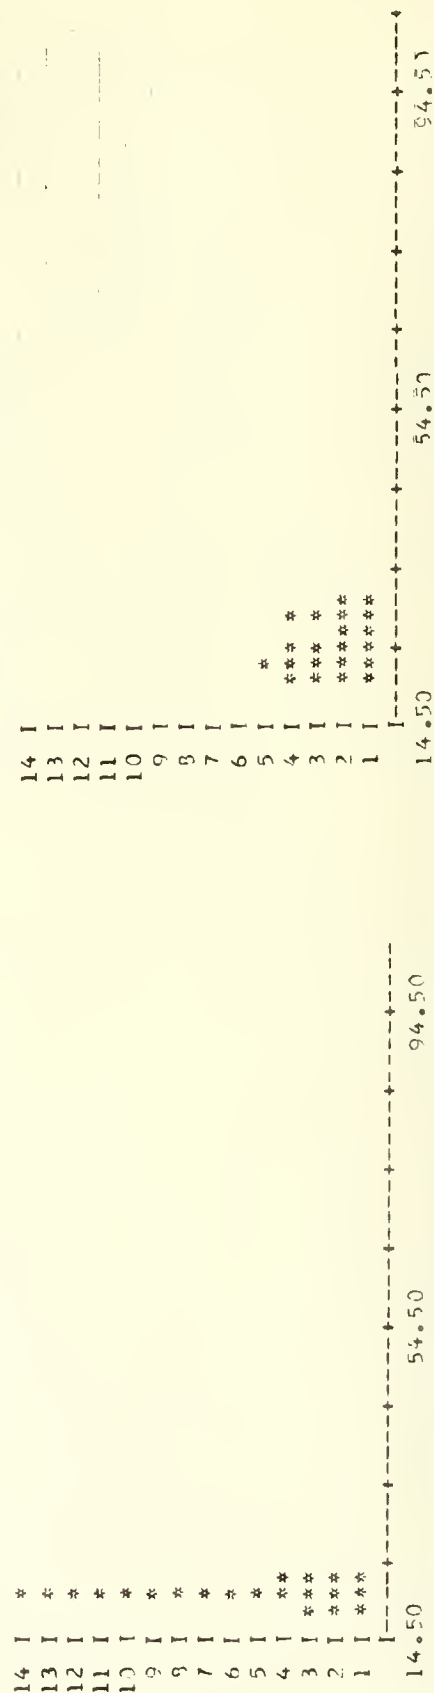 14 I *
13 I *
12 I *
11 I *
10 I *
9 I *
8 I *
7 I *
6 I *
5 I *
4 I **
3 I ***
2 I ***
1 I ***
I----+----+----+----+----+----+----+----+----
14.50 54.50 94.50
14 I
13 I
12 I
11 I
10 I
9 I
8 I
7 I
6 I
5 I *
4 I *** *
3 I *** *
2 I ******
1 I ******
I----+----+----+----+----+----+----+----+----+
14.50 54.50 94.50